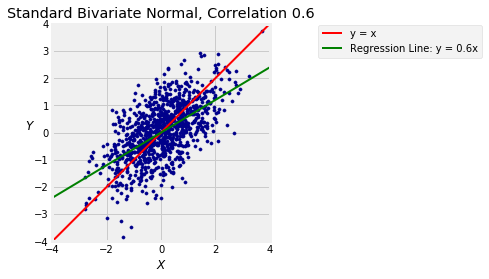 Standard Bivariate Normal, Correlation 0.6
y = x
Regression Line: y = 0.6x
4
3
2
1
0
−1
−2
−3
−4
Y
−4 −2 0 2 4
X